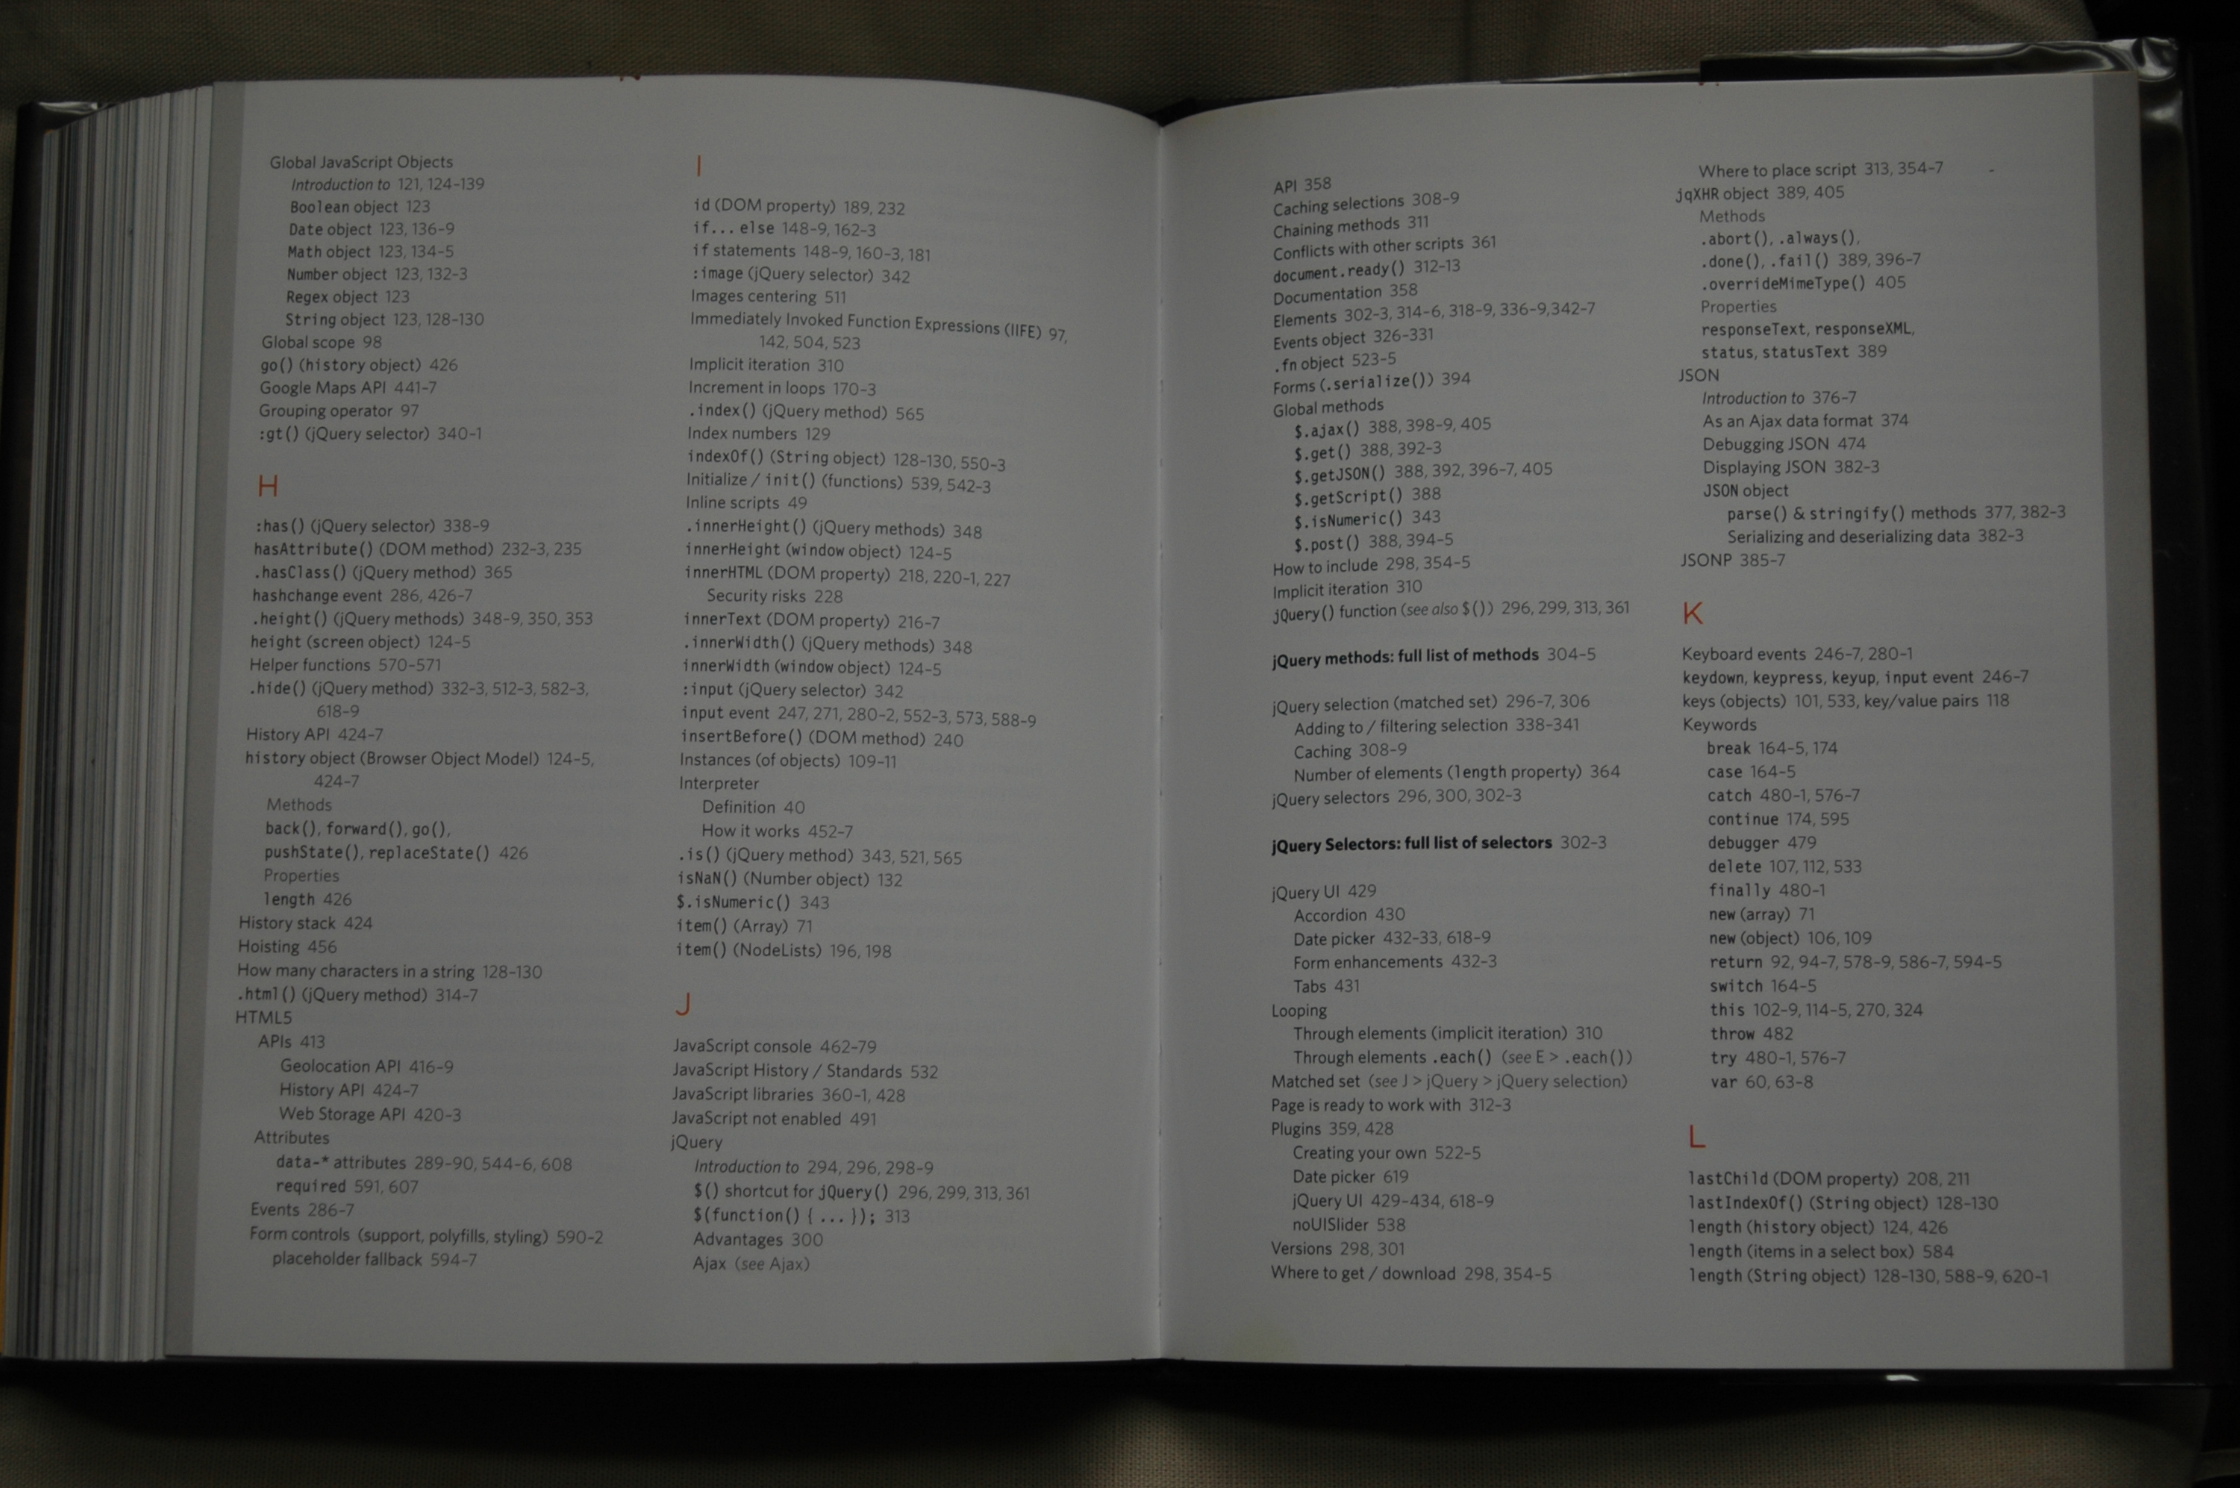 Global JavaScript Objects
Introduction to 121, 124-139
Boolean object 123
Date object 123, 136-9
Math object 123, 134-5
Number object 123, 132-3
Regex object 123
String object 123, 128-130
Global scope 98
go() (history object) 426
Google Maps API 441-7
Grouping operator 97
:gt() (jQuery selector) 340-1
H
:has() (jQuery selector) 338-9
hasAttribute() (DOM method) 232-3, 235
.hasClass() (jQuery method) 365
hashchange event 286, 426-7
.height() (jQuery methods) 348-9, 350, 353
height (screen object) 124-5
Helper functions 570-571
.hide() (jQuery method) 332-3, 512-3, 582-3,
618-9
History API 424-7
history object (Browser Object Model) 124-5,
424-7
Methods
back(), forward(), go(),
pushState(), replaceState() 426
Properties
length 426
History stack 424
Hoisting 456
How many characters in a string 128-130
.html() (jQuery method) 314-7
HTML5
APIs 413
Geolocation API 416-9
History API 424-7
Web Storage API 420-3
Attributes
data-* attributes 289-90, 544-6, 608
required 591, 607
Events 286-7
Form controls (support, polyfills, styling) 590-2
placeholder fallback 594-7
I
id (DOM property) 189, 232
if... else 148-9, 162-3
if statements 148-9, 160-3, 181
:image (jQuery selector) 342
Images centering 511
Immediately Invoked Function Expressions (IIFE) 97,
142, 504, 523
Implicit iteration 310
Increment in loops 170-3
.index() (jQuery method) 565
Index numbers 129
indexOf() (String object) 128-130, 550-3
Initialize / init() (functions) 539, 542-3
Inline scripts 49
.innerHeight() (jQuery methods) 348
innerHeight (window object) 124-5
innerHTML (DOM property) 218, 220-1, 227
Security risks 228
innerText (DOM property) 216-7
.innerWidth() (jQuery methods) 348
innerWidth (window object) 124-5
:input (jQuery selector) 342
input event 247, 271, 280-2, 552-3, 573, 588-9
insertBefore() (DOM method) 240
Instances (of objects) 109-11
Interpreter
Definition 40
How it works 452-7
.is() (jQuery method) 343, 521, 565
isNaN() (Number object) 132
$.isNumeric() 343
item() (Array) 71
item() (NodeLists) 196, 198
J
JavaScript console 462-79
JavaScript History / Standards 532
JavaScript libraries 360-1, 428
JavaScript not enabled 491
jQuery
Introduction to 294, 296, 298-9
$() shortcut for jQuery() 296, 299, 313, 361
$(function() { ... }); 313
Advantages 300
Ajax (see Ajax)
API 358
Caching selections 308-9
Chaining methods 311
Conflicts with other scripts 361
document.ready() 312-13
Documentation 358
Elements 302-3, 314-6, 318-9, 336-9,342-7
Events object 326-331
.fn object 523-5
Forms (.serialize()) 394
Global methods
$.ajax() 388, 398-9, 405
$.get() 388, 392-3
$.getJSON() 388, 392, 396-7, 405
$.getScript() 388
$.isNumeric() 343
$.post() 388, 394-5
How to include 298, 354-5
Implicit iteration 310
jQuery() function (see also $()) 296, 299, 313, 361
jQuery methods: full list of methods 304-5
jQuery selection (matched set) 296-7, 306
Adding to / filtering selection 338-341
Caching 308-9
Number of elements (length property) 364
jQuery selectors 296, 300, 302-3
jQuery Selectors: full list of selectors 302-3
jQuery UI 429
Accordion 430
Date picker 432-33, 618-9
Form enhancements 432-3
Tabs 431
Looping
Through elements (implicit iteration) 310
Through elements .each() (see E > .each())
Matched set (see J > jQuery > jQuery selection)
Page is ready to work with 312-3
Plugins 359, 428
Creating your own 522-5
Date picker 619
jQuery UI 429-434, 618-9
noUISlider 538
Versions 298, 301
Where to get / download 298, 354-5
Where to place script 313, 354-7
jqXHR object 389, 405
Methods
.abort(), .always(),
.done(), .fail() 389, 396-7
.overrideMimeType() 405
Properties
responseText, responseXML,
status, statusText 389
JSON
Introduction to 376-7
As an Ajax data format 374
Debugging JSON 474
Displaying JSON 382-3
JSON object
parse() & stringify() methods 377, 382-3
Serializing and deserializing data 382-3
JSONP 385-7
K
Keyboard events 246-7, 280-1
keydown, keypress, keyup, input event 246-7
keys (objects) 101, 533, key/value pairs 118
Keywords
break 164-5, 174
case 164-5
catch 480-1, 576-7
continue 174, 595
debugger 479
delete 107, 112, 533
finally 480-1
new (array) 71
new (object) 106, 109
return 92, 94-7, 578-9, 586-7, 594-5
switch 164-5
this 102-9, 114-5, 270, 324
throw 482
try 480-1, 576-7
var 60, 63-8
L
lastChild (DOM property) 208, 211
lastIndexOf() (String object) 128-130
length (history object) 124, 426
length (items in a select box) 584
length (String object) 128-130, 588-9, 620-1